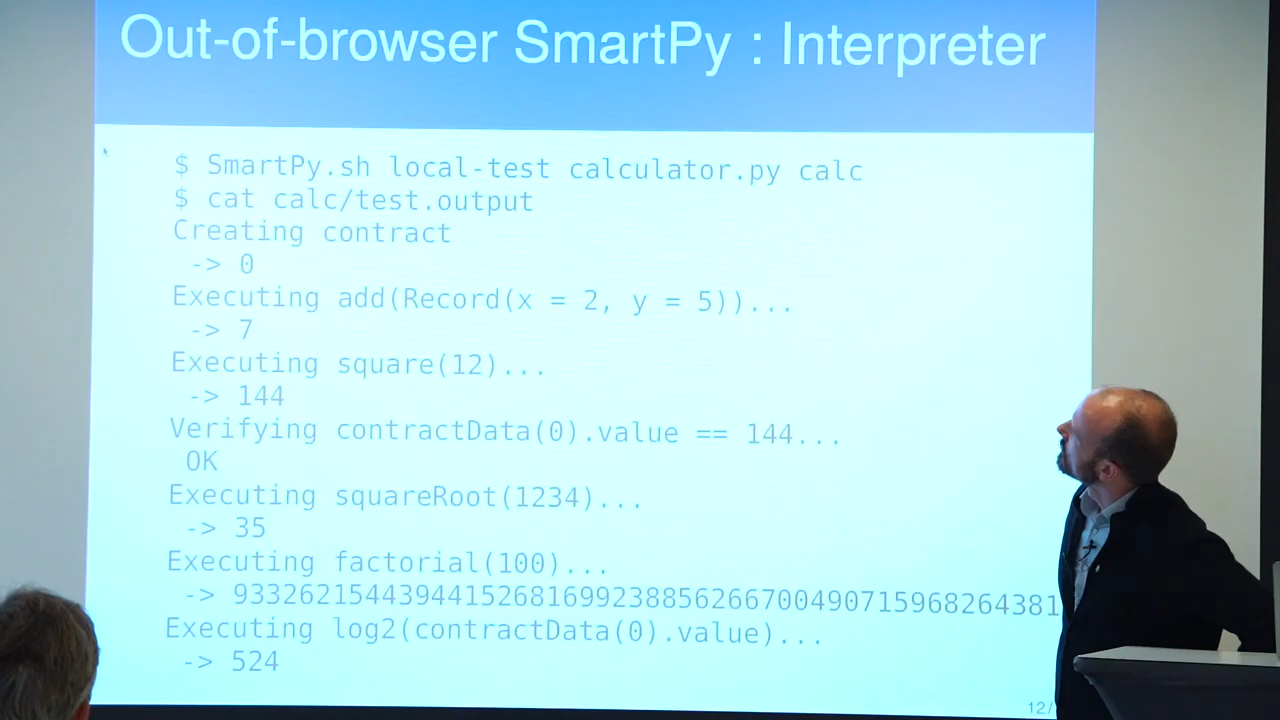 Out-of-browser SmartPy : Interpreter
$ SmartPy.sh local-test calculator.py calc
$ cat calc/test.output
Creating contract
-> 0
Executing add(Record(x = 2, y = 5))...
-> 7
Executing square(12)...
-> 144
Verifying contractData(0).value == 144...
OK
Executing squareRoot(1234)...
-> 35
Executing factorial(100)...
-> 93326215443944152681699238856266700490715968264381
Executing log2(contractData(0).value)...
-> 524
12/